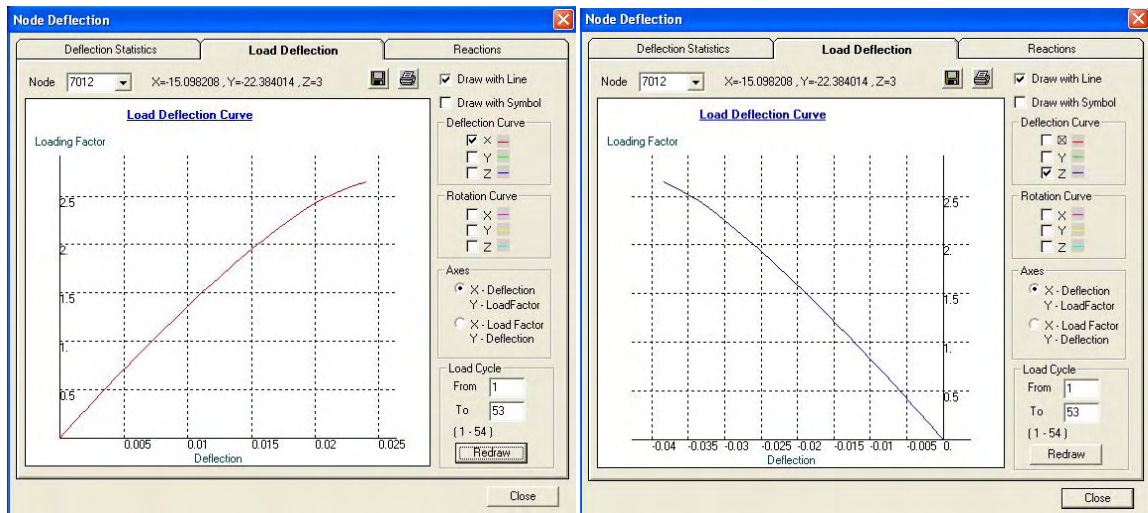 Node Deflection
Deflection Statistics
Load Deflection
Reactions
Node 7012 X=-15.098208 , Y=-22.384014 , Z=3
Draw with Line
Draw with Symbol
Load Deflection Curve
Loading Factor
2.5
2.
1.5
1.
0.5
0.005 0.01 0.015 0.02 0.025
Deflection
Deflection Curve
X
Y
Z
Rotation Curve
X
Y
Z
Axes
X - Deflection
Y - LoadFactor
X - Load Factor
Y - Deflection
Load Cycle
From 1
To 53
( 1 - 54 )
Redraw
Close
Node Deflection
Deflection Statistics
Load Deflection
Reactions
Node 7012 X=-15.098208 , Y=-22.384014 , Z=3
Draw with Line
Draw with Symbol
Load Deflection Curve
Loading Factor
2.5
2.
1.5
1.
0.5
-0.04 -0.035 -0.03 -0.025 -0.02 -0.015 -0.01 -0.005 0.
Deflection
Deflection Curve
X
Y
Z
Rotation Curve
X
Y
Z
Axes
X - Deflection
Y - LoadFactor
X - Load Factor
Y - Deflection
Load Cycle
From 1
To 53
( 1 - 54 )
Redraw
Close